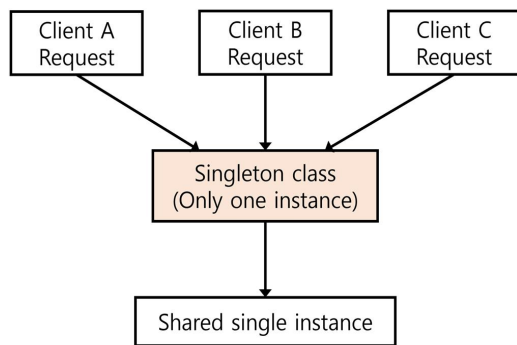 Client A
Request
Client B
Request
Client C
Request
Singleton class
(Only one instance)
Shared single instance